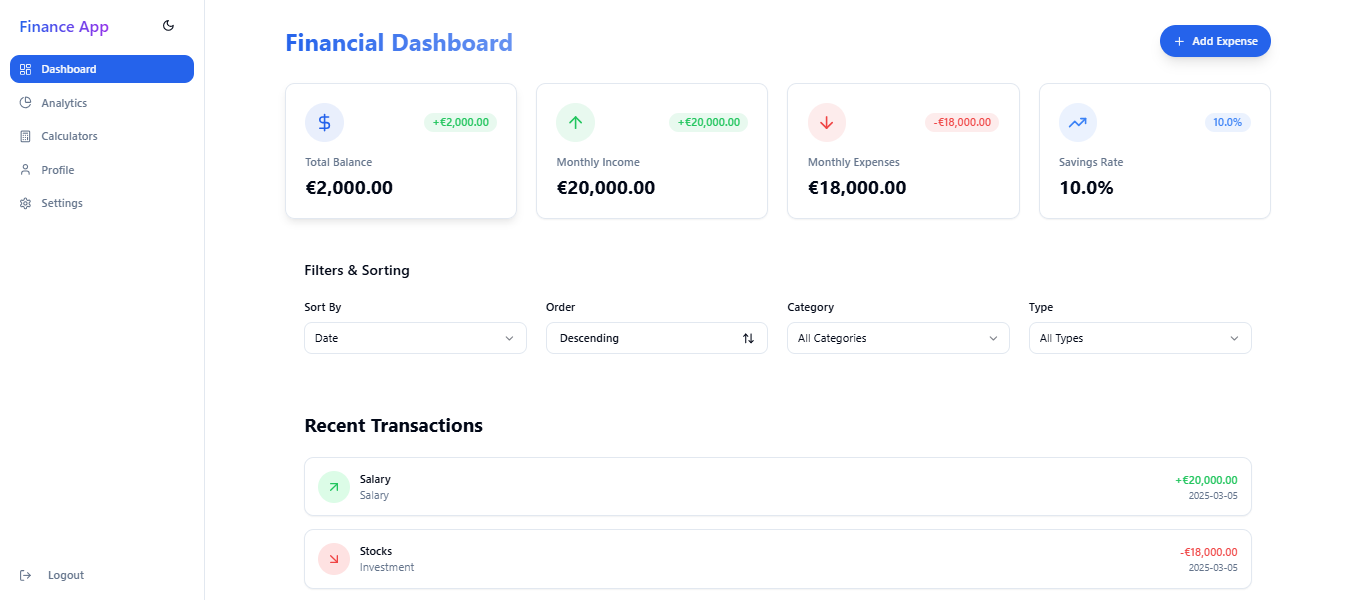 Finance App
Dashboard
Analytics
Calculators
Profile
Settings
Logout
Financial Dashboard
Add Expense
+€2,000.00
Total Balance
€2,000.00
+€20,000.00
Monthly Income
€20,000.00
-€18,000.00
Monthly Expenses
€18,000.00
10.0%
Savings Rate
10.0%
Filters & Sorting
Sort By
Date
Order
Descending
Category
All Categories
Type
All Types
Recent Transactions
Salary
Salary
+€20,000.00
2025-03-05
Stocks
Investment
-€18,000.00
2025-03-05